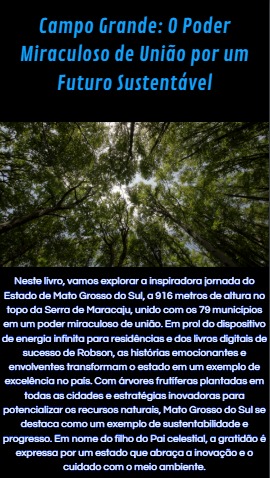 Campo Grande: O Poder
Miraculoso de União por um
Futuro Sustentável
Neste livro, vamos explorar a inspiradora jornada do
Estado de Mato Grosso do Sul, a 916 metros de altura no
topo da Serra de Maracaju, unido com os 79 municípios
em um poder miraculoso de união. Em prol do dispositivo
de energia infinita para residências e dos livros digitais de
sucesso de Robson, as histórias emocionantes e
envolventes transformam o estado em um exemplo de
excelência no país. Com árvores frutíferas plantadas em
todas as cidades e estratégias inovadoras para
potencializar os recursos naturais, Mato Grosso do Sul se
destaca como um exemplo de sustentabilidade e
progresso. Em nome do filho do Pai celestial, a gratidão é
expressa por um estado que abraça a inovação e o
cuidado com o meio ambiente.